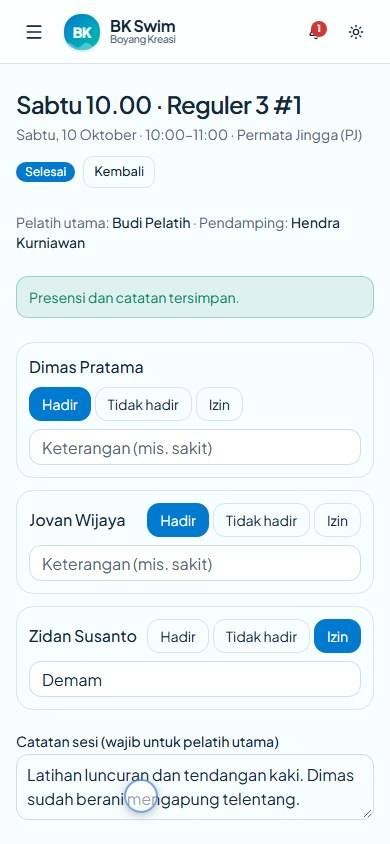 BK
BK Swim
Boyang Kreasi
1
Sabtu 10.00 · Reguler 3 #1
Sabtu, 10 Oktober · 10:00–11:00 · Permata Jingga (PJ)
Selesai
Kembali
Pelatih utama: Budi Pelatih · Pendamping: Hendra
Kurniawan
Presensi dan catatan tersimpan.
Dimas Pratama
Hadir
Tidak hadir
Izin
Keterangan (mis. sakit)
Jovan Wijaya
Hadir
Tidak hadir
Izin
Keterangan (mis. sakit)
Zidan Susanto
Hadir
Tidak hadir
Izin
Demam
Catatan sesi (wajib untuk pelatih utama)
Latihan luncuran dan tendangan kaki. Dimas
sudah berani mengapung telentang.